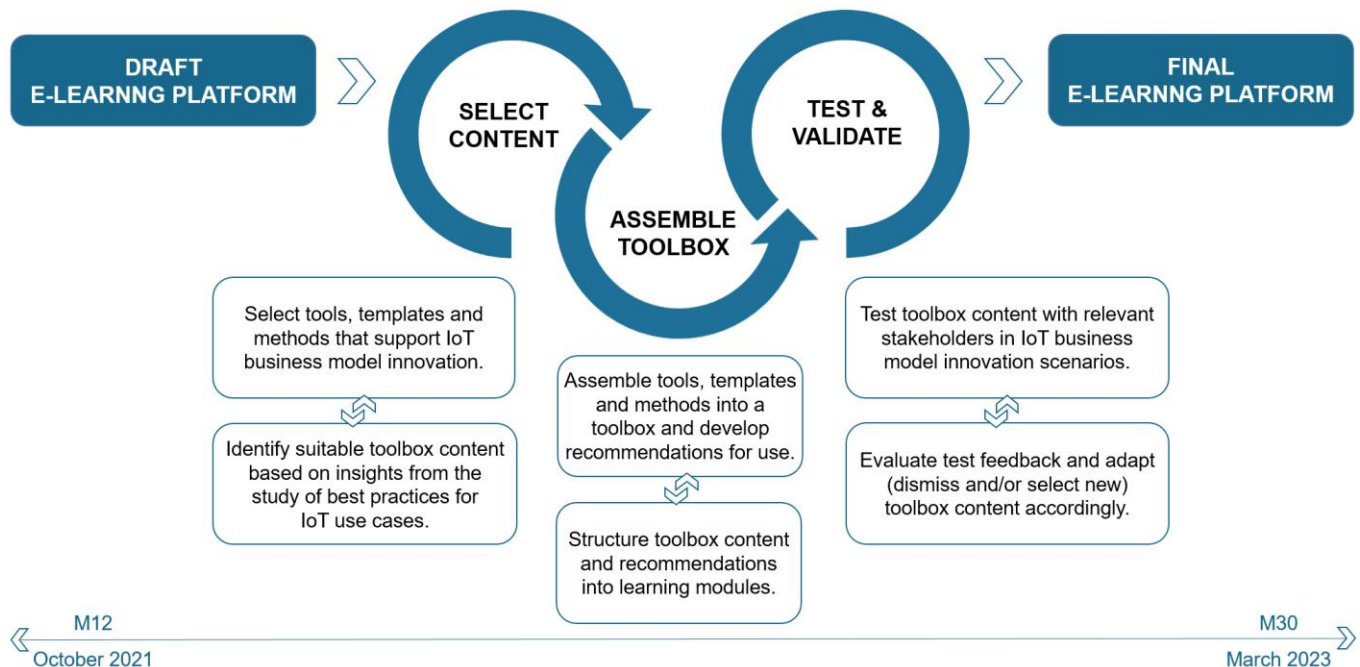 DRAFT
E-LEARNNG PLATFORM
SELECT
CONTENT
ASSEMBLE
TOOLBOX
TEST &
VALIDATE
FINAL
E-LEARNNG PLATFORM
Select tools, templates and
methods that support IoT
business model innovation.
Identify suitable toolbox content
based on insights from the
study of best practices for
IoT use cases.
Assemble tools, templates
and methods into a
toolbox and develop
recommendations for use.
Structure toolbox content
and recommendations
into learning modules.
Test toolbox content with relevant
stakeholders in IoT business
model innovation scenarios.
Evaluate test feedback and adapt
(dismiss and/or select new)
toolbox content accordingly.
M12
October 2021
M30
March 2023